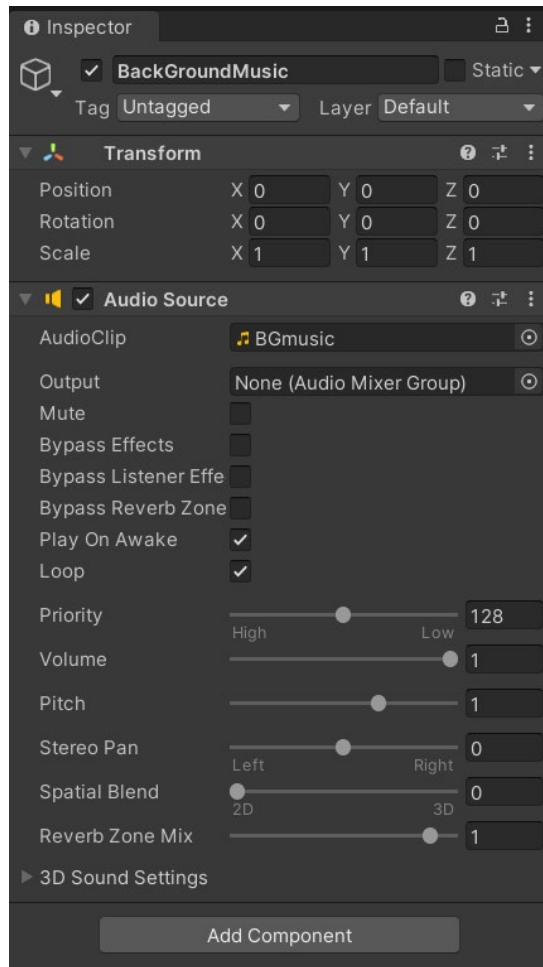 Inspector
BackGroundMusic Static
Tag Untagged Layer Default
Transform
Position X 0 Y 0 Z 0
Rotation X 0 Y 0 Z 0
Scale X 1 Y 1 Z 1
Audio Source
AudioClip BGmusic
Output None (Audio Mixer Group)
Mute
Bypass Effects
Bypass Listener Effe
Bypass Reverb Zone
Play On Awake
Loop
Priority 128
High Low
Volume 1
Pitch 1
Stereo Pan 0
Left Right
Spatial Blend 0
2D 3D
Reverb Zone Mix 1
3D Sound Settings
Add Component